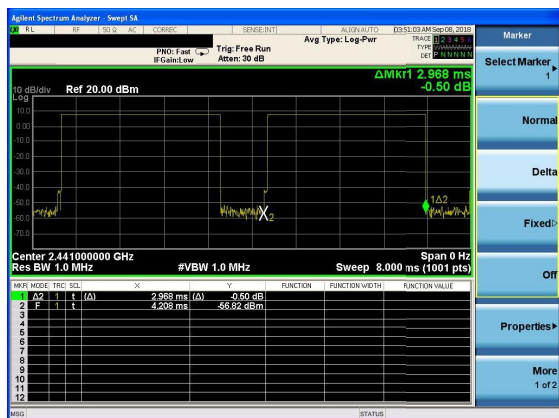 Agilent Spectrum Analyzer - Swept SA
RL RF 50 Ω AC CORREC SENSE:INT ALIGN AUTO 03:51:03 AM Sep 08, 2018
Marker
Avg Type: Log-Pwr
TRACE 1 2 3 4 5 6
TYPE
DET P N N N N N
PNO: Fast
IFGain:Low
Trig: Free Run
Atten: 30 dB
Select Marker
1
ΔMkr1 2.968 ms
-0.50 dB
10 dB/div Ref 20.00 dBm
Log
10.0
0.00
-10.0
-20.0
-30.0
-40.0
-50.0
-60.0
-70.0
1Δ2
X2
Normal
Delta
Fixed
Off
Properties
More
1 of 2
Center 2.441000000 GHz
Span 0 Hz
Res BW 1.0 MHz
#VBW 1.0 MHz
Sweep 8.000 ms (1001 pts)
MKR MODE TRC SCL X Y FUNCTION FUNCTION WIDTH FUNCTION VALUE
1 Δ2 1 t (Δ) 2.968 ms (Δ) -0.50 dB
2 F 1 t 4.208 ms -56.82 dBm
3
4
5
6
7
8
9
10
11
12
MSG
STATUS